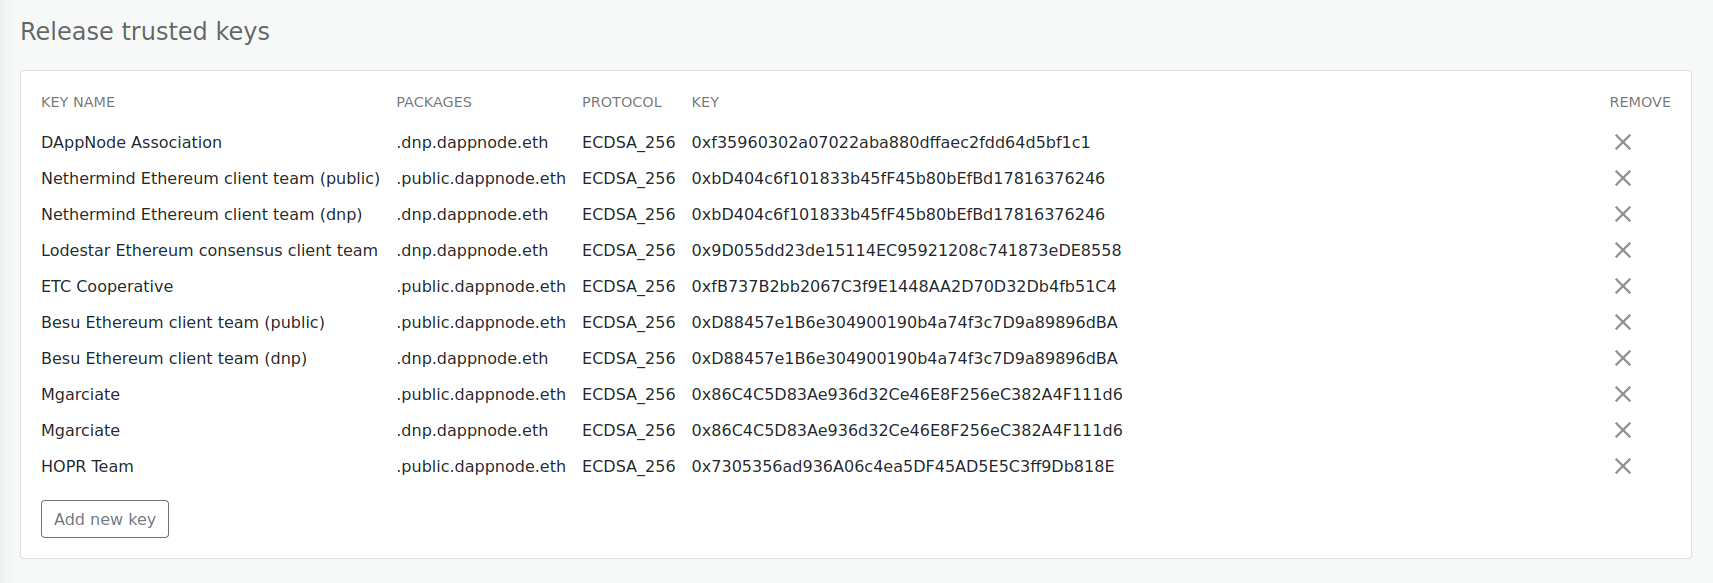 Release trusted keys
KEY NAME PACKAGES PROTOCOL KEY REMOVE
DAppNode Association .dnp.dappnode.eth ECDSA_256 0xf35960302a07022aba880dffaec2fdd64d5bf1c1
Nethermind Ethereum client team (public) .public.dappnode.eth ECDSA_256 0xbD404c6f101833b45fF45b80bEfBd17816376246
Nethermind Ethereum client team (dnp) .dnp.dappnode.eth ECDSA_256 0xbD404c6f101833b45fF45b80bEfBd17816376246
Lodestar Ethereum consensus client team .dnp.dappnode.eth ECDSA_256 0x9D055dd23de15114EC95921208c741873eDE8558
ETC Cooperative .public.dappnode.eth ECDSA_256 0xfB737B2bb2067C3f9E1448AA2D70D32Db4fb51C4
Besu Ethereum client team (public) .public.dappnode.eth ECDSA_256 0xD88457e1B6e304900190b4a74f3c7D9a89896dBA
Besu Ethereum client team (dnp) .dnp.dappnode.eth ECDSA_256 0xD88457e1B6e304900190b4a74f3c7D9a89896dBA
Mgarciate .public.dappnode.eth ECDSA_256 0x86C4C5D83Ae936d32Ce46E8F256eC382A4F111d6
Mgarciate .dnp.dappnode.eth ECDSA_256 0x86C4C5D83Ae936d32Ce46E8F256eC382A4F111d6
HOPR Team .public.dappnode.eth ECDSA_256 0x7305356ad936A06c4ea5DF45AD5E5C3ff9Db818E
Add new key